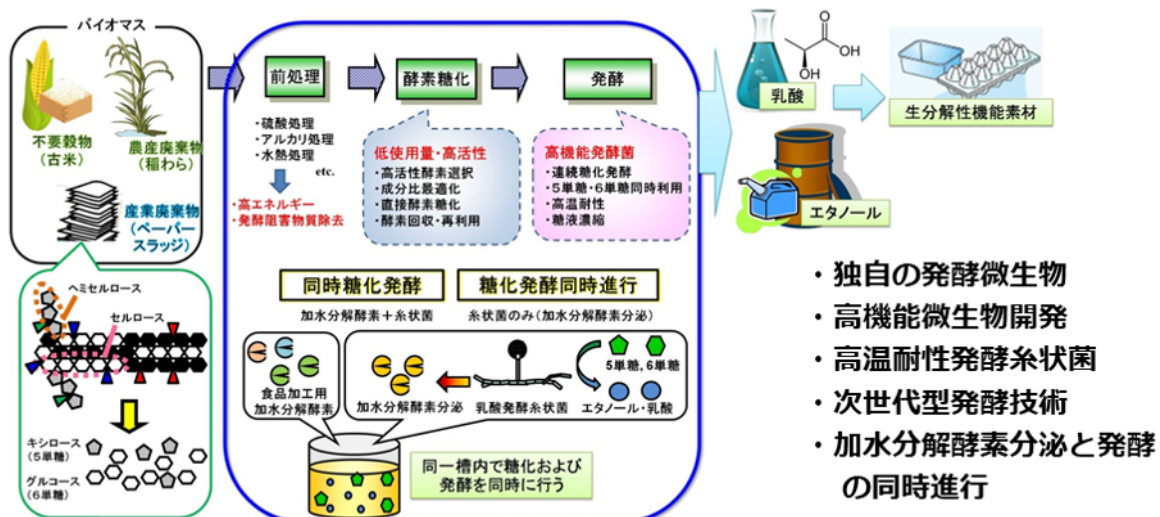 バイオマス
不要穀物
(古米)
農産廃棄物
(稲わら)
産業廃棄物
(ペーパー
スラッジ)
ヘミセルロース
セルロース
キシロース
(5単糖)
グルコース
(6単糖)
前処理
・硫酸処理
・アルカリ処理
・水熱処理
etc.
・高エネルギー
・発酵阻害物質除去
酵素糖化
低使用量・高活性
・高活性酵素選択
・成分比最適化
・直接酵素糖化
・酵素回収・再利用
発酵
高機能発酵菌
・連続糖化発酵
・5単糖・6単糖同時利用
・高温耐性
・糖液濃縮
同時糖化発酵
加水分解酵素+糸状菌
糖化発酵同時進行
糸状菌のみ(加水分解酵素分泌)
食品加工用
加水分解酵素
加水分解酵素分泌
乳酸発酵糸状菌
5単糖, 6単糖
エタノール・乳酸
同一槽内で糖化および
発酵を同時に行う
O
OH
OH
乳酸
生分解性機能素材
エタノール
・独自の発酵微生物
・高機能微生物開発
・高温耐性発酵糸状菌
・次世代型発酵技術
・加水分解酵素分泌と発酵
の同時進行